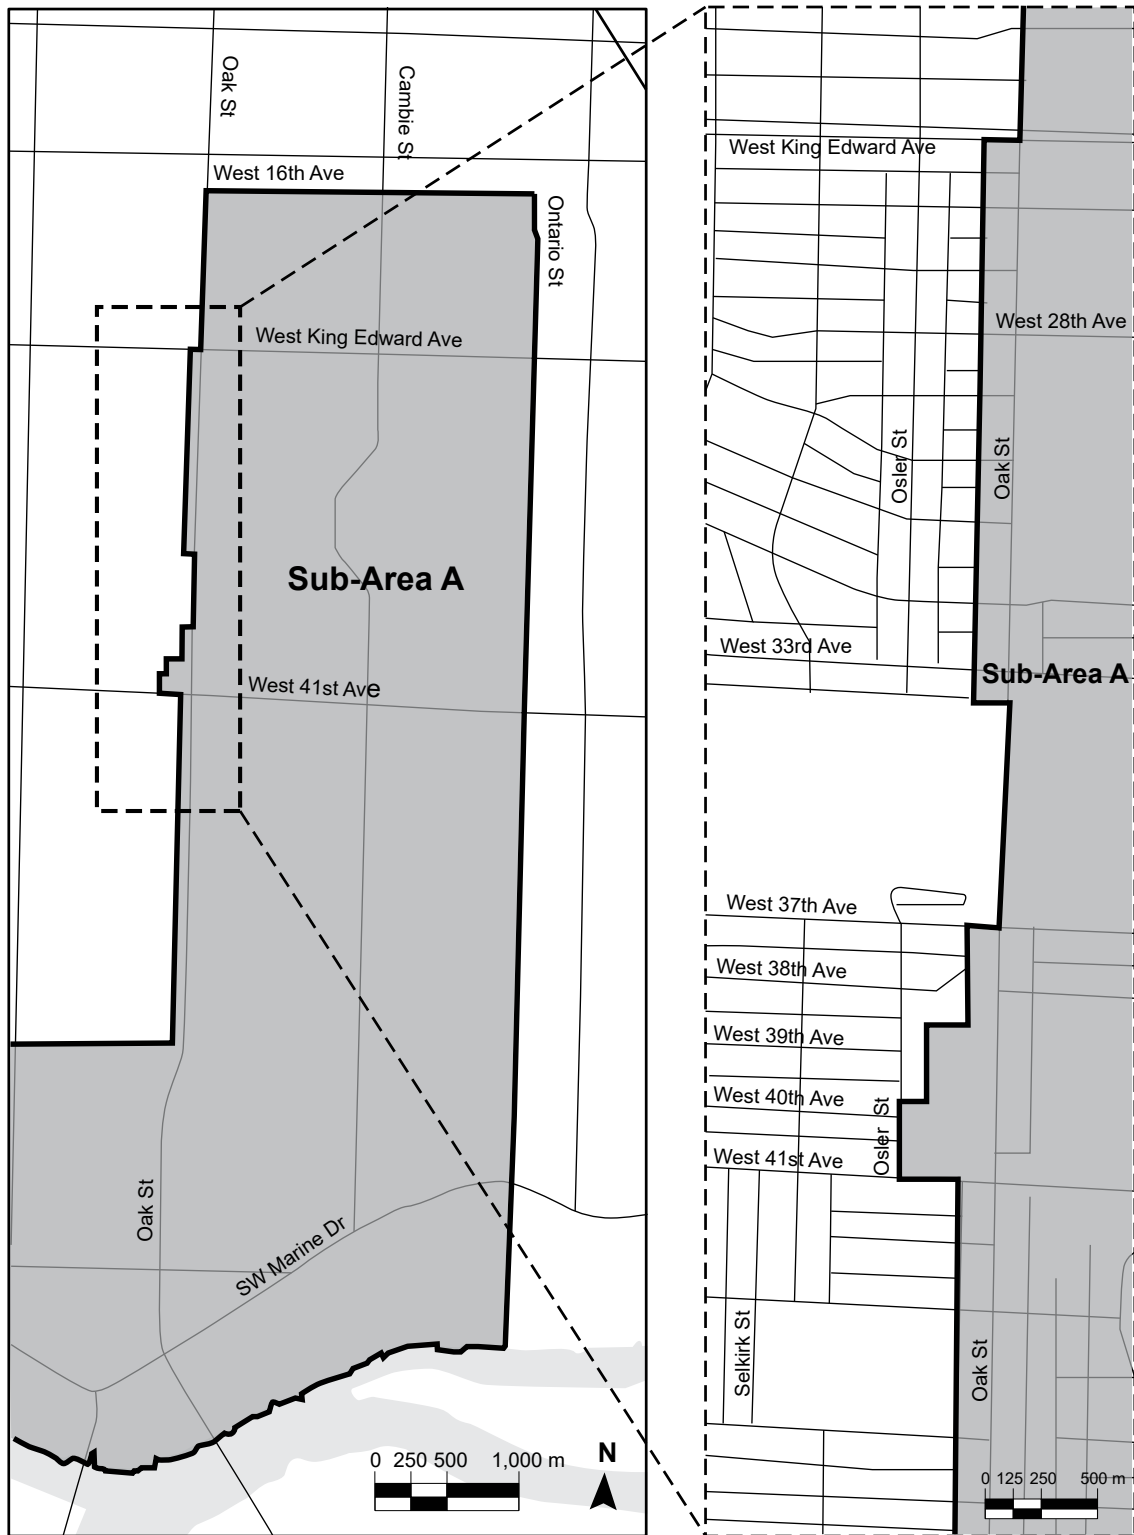 Oak St
Cambie St
West 16th Ave
Ontario St
West King Edward Ave
Sub-Area A
West 41st Ave
Oak St
SW Marine Dr
0 250 500 1,000 m
N
West King Edward Ave
West 28th Ave
Osler St
Oak St
West 33rd Ave
Sub-Area A
West 37th Ave
West 38th Ave
West 39th Ave
West 40th Ave
Osler St
West 41st Ave
Selkirk St
Oak St
0 125 250 500 m